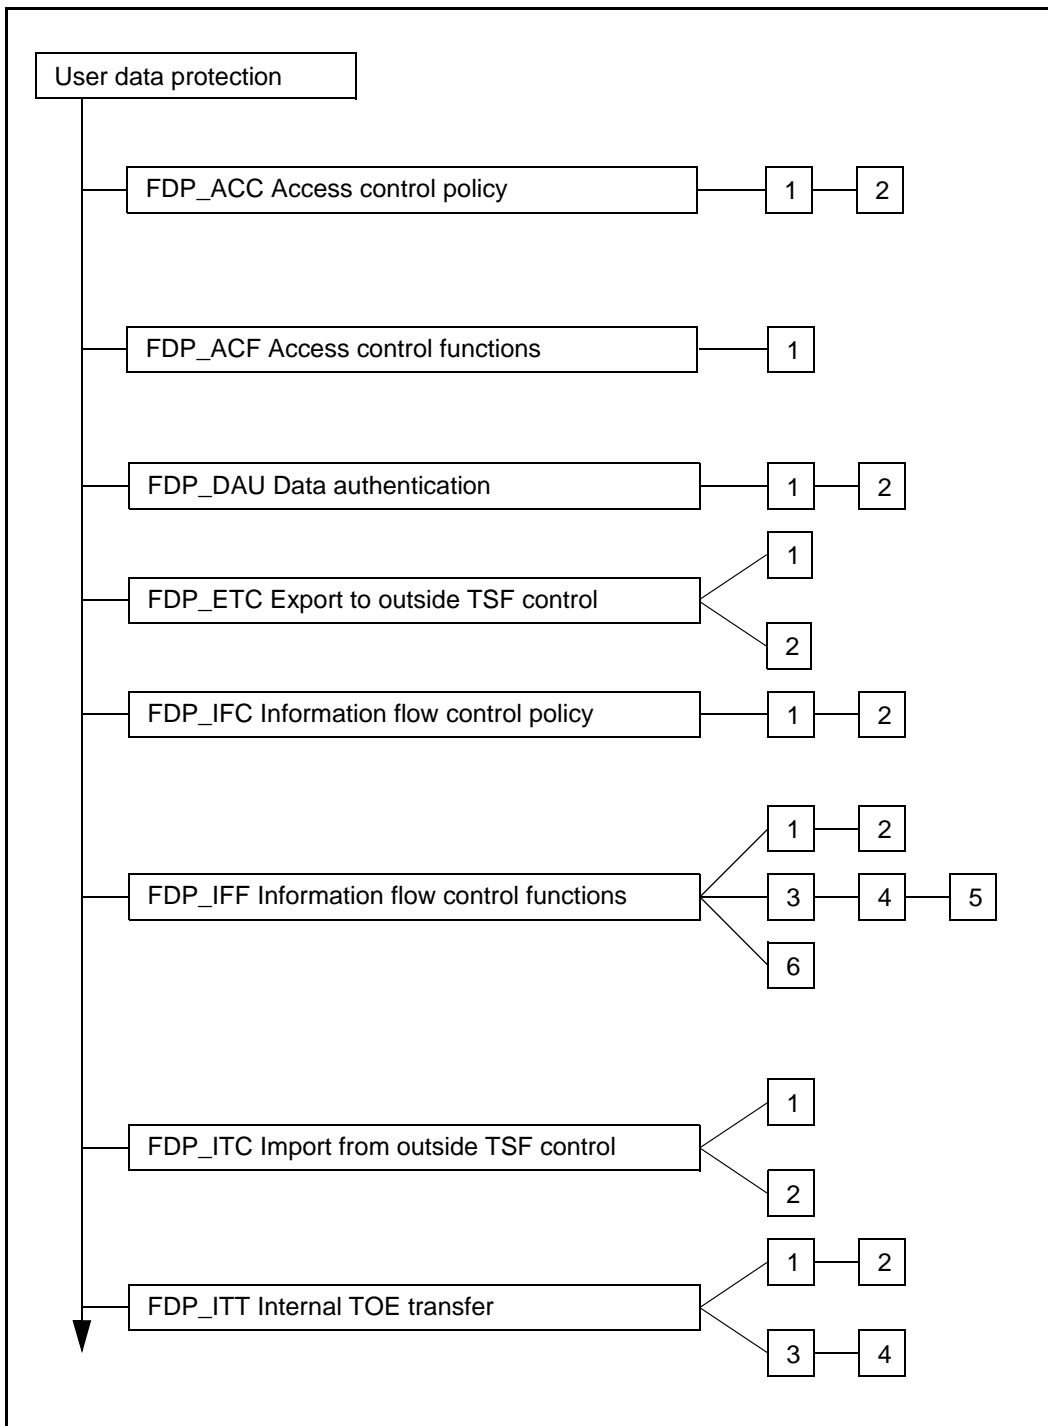 User data protection
FDP_ACC Access control policy 1 2
FDP_ACF Access control functions 1
FDP_DAU Data authentication 1 2
1
FDP_ETC Export to outside TSF control
2
FDP_IFC Information flow control policy 1 2
1 2
FDP_IFF Information flow control functions 3 4 5
6
1
FDP_ITC Import from outside TSF control
2
1 2
FDP_ITT Internal TOE transfer
3 4